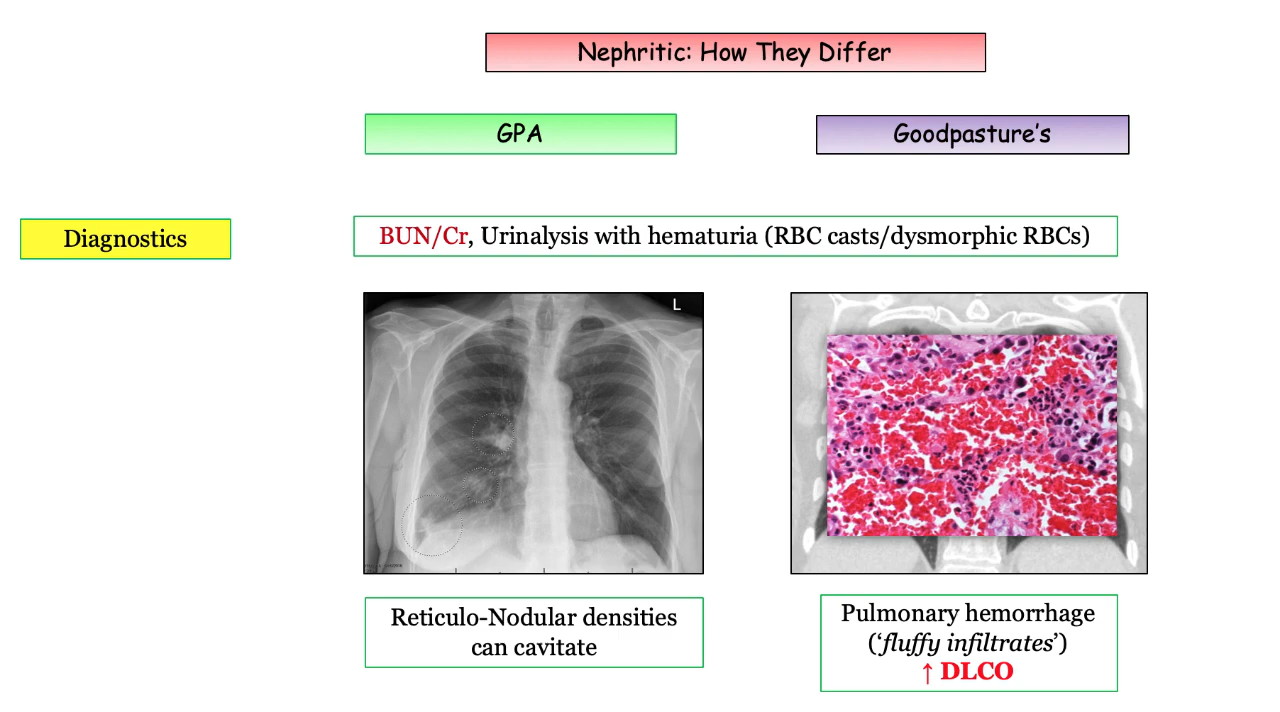 Nephritic: How They Differ
GPA
Goodpasture's
Diagnostics
BUN/Cr, Urinalysis with hematuria (RBC casts/dysmorphic RBCs)
L
Reticulo-Nodular densities
can cavitate
Pulmonary hemorrhage
('fluffy infiltrates')
↑ DLCO